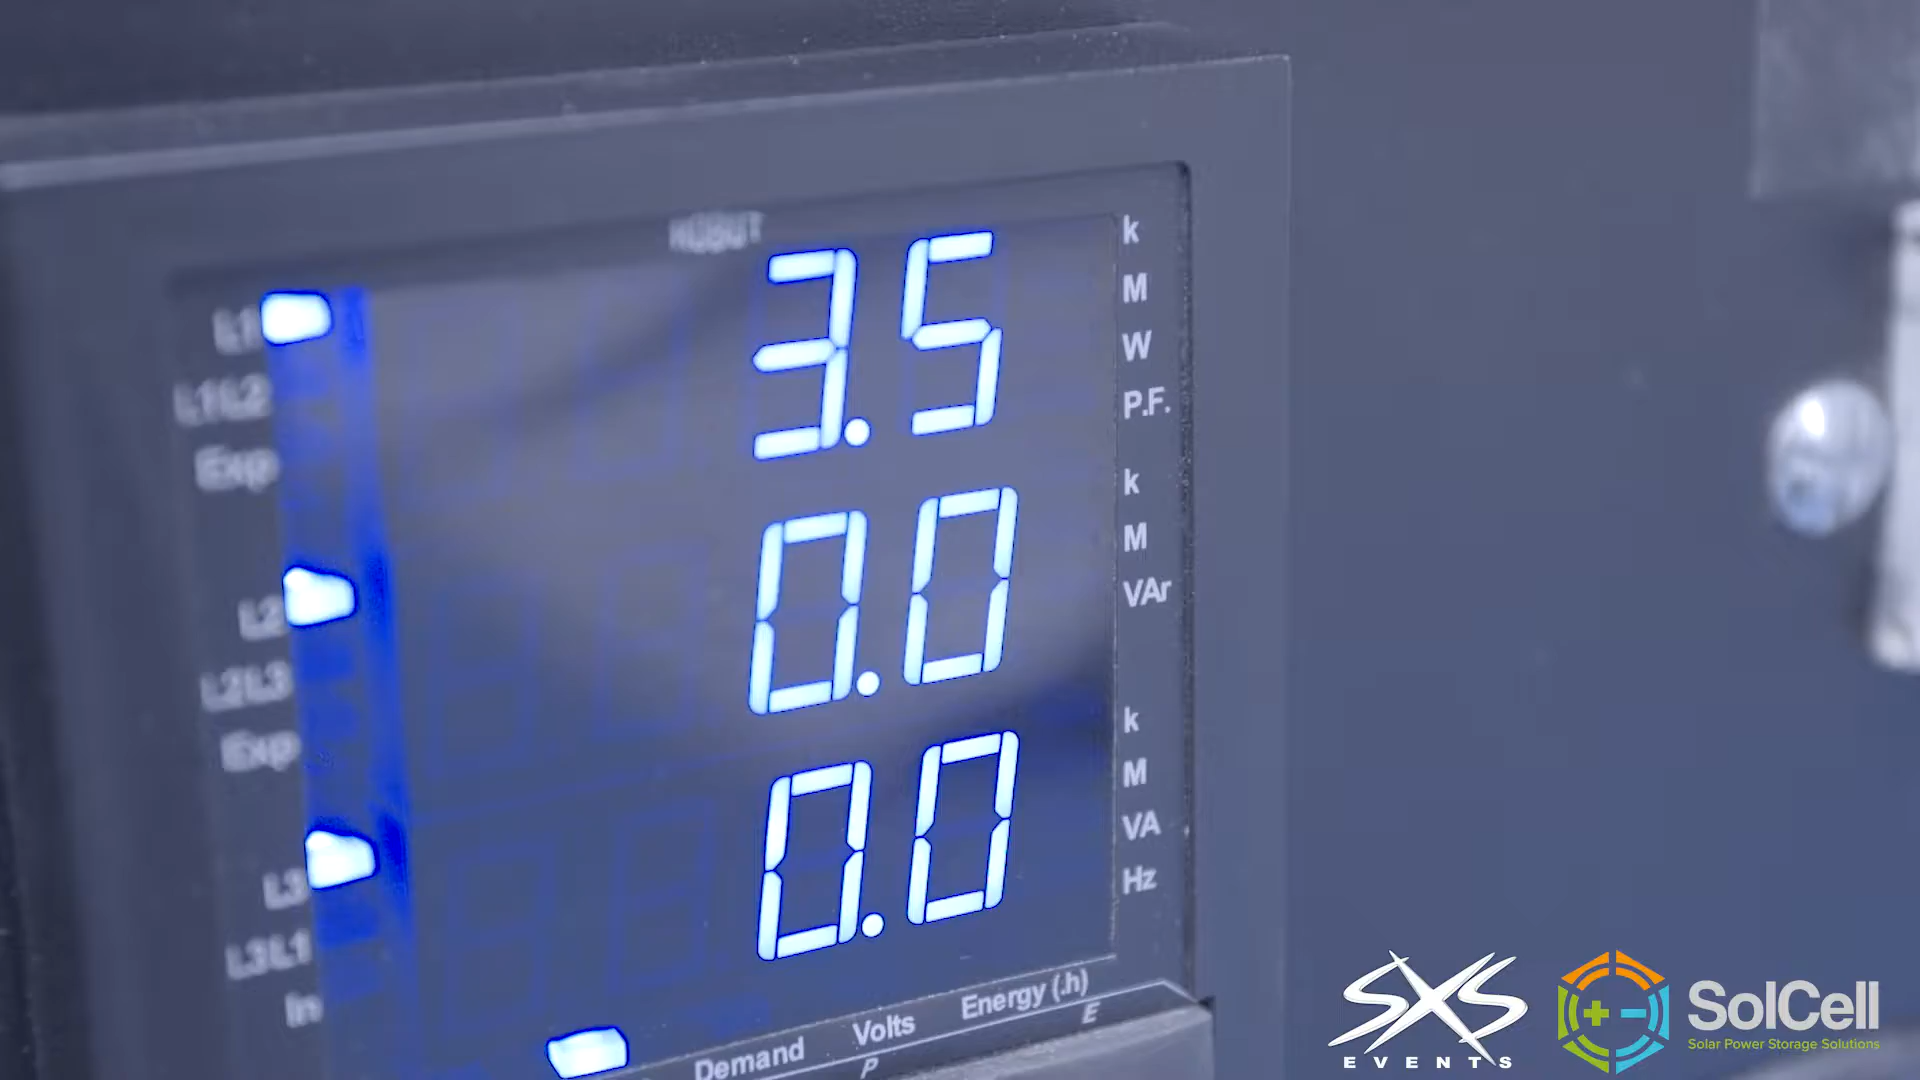 ROBUT
3.5
k
M
W
P.F.
L1
L1L2
Exp
0.0
k
M
VAr
L2
L2L3
Exp
0.0
k
M
VA
Hz
L3
L3L1
In
Demand
Volts
Energy (.h)
P
E
SXS
EVENTS
SolCell
Solar Power Storage Solutions